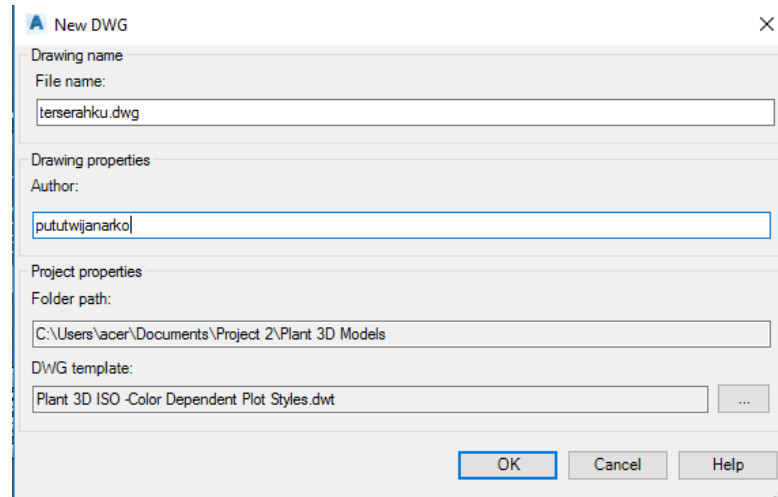 New DWG
Drawing name
File name:
terserahku.dwg
Drawing properties
Author:
pututwijanarko
Project properties
Folder path:
C:\Users\acer\Documents\Project 2\Plant 3D Models
DWG template:
Plant 3D ISO -Color Dependent Plot Styles.dwt
...
OK Cancel Help